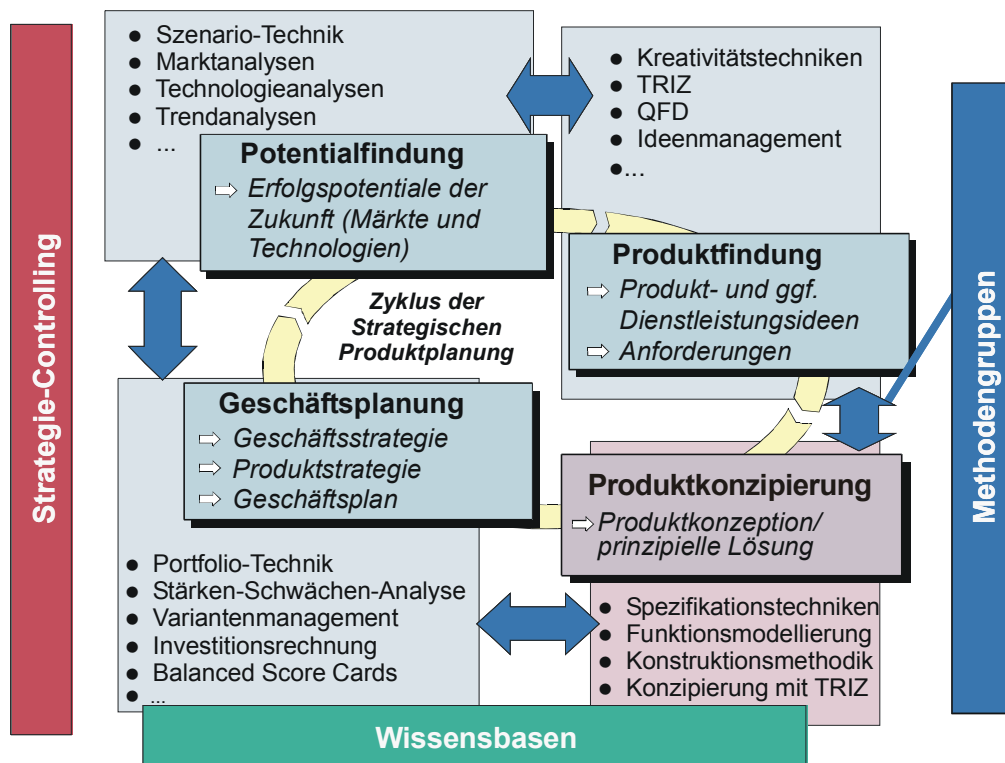 Strategie-Controlling
● Szenario-Technik
● Marktanalysen
● Technologieanalysen
● Trendanalysen
● ...
Potentialfindung
⇨ Erfolgspotentiale der
Zukunft (Märkte und
Technologien)
● Kreativitätstechniken
● TRIZ
● QFD
● Ideenmanagement
●...
Produktfindung
⇨ Produkt- und ggf.
Dienstleistungsideen
⇨ Anforderungen
Zyklus der
Strategischen
Produktplanung
Geschäftsplanung
⇨ Geschäftsstrategie
⇨ Produktstrategie
⇨ Geschäftsplan
● Portfolio-Technik
● Stärken-Schwächen-Analyse
● Variantenmanagement
● Investitionsrechnung
● Balanced Score Cards
● ...
Produktkonzipierung
⇨ Produktkonzeption/
prinzipielle Lösung
● Spezifikationstechniken
● Funktionsmodellierung
● Konstruktionsmethodik
● Konzipierung mit TRIZ
Methodengruppen
Wissensbasen